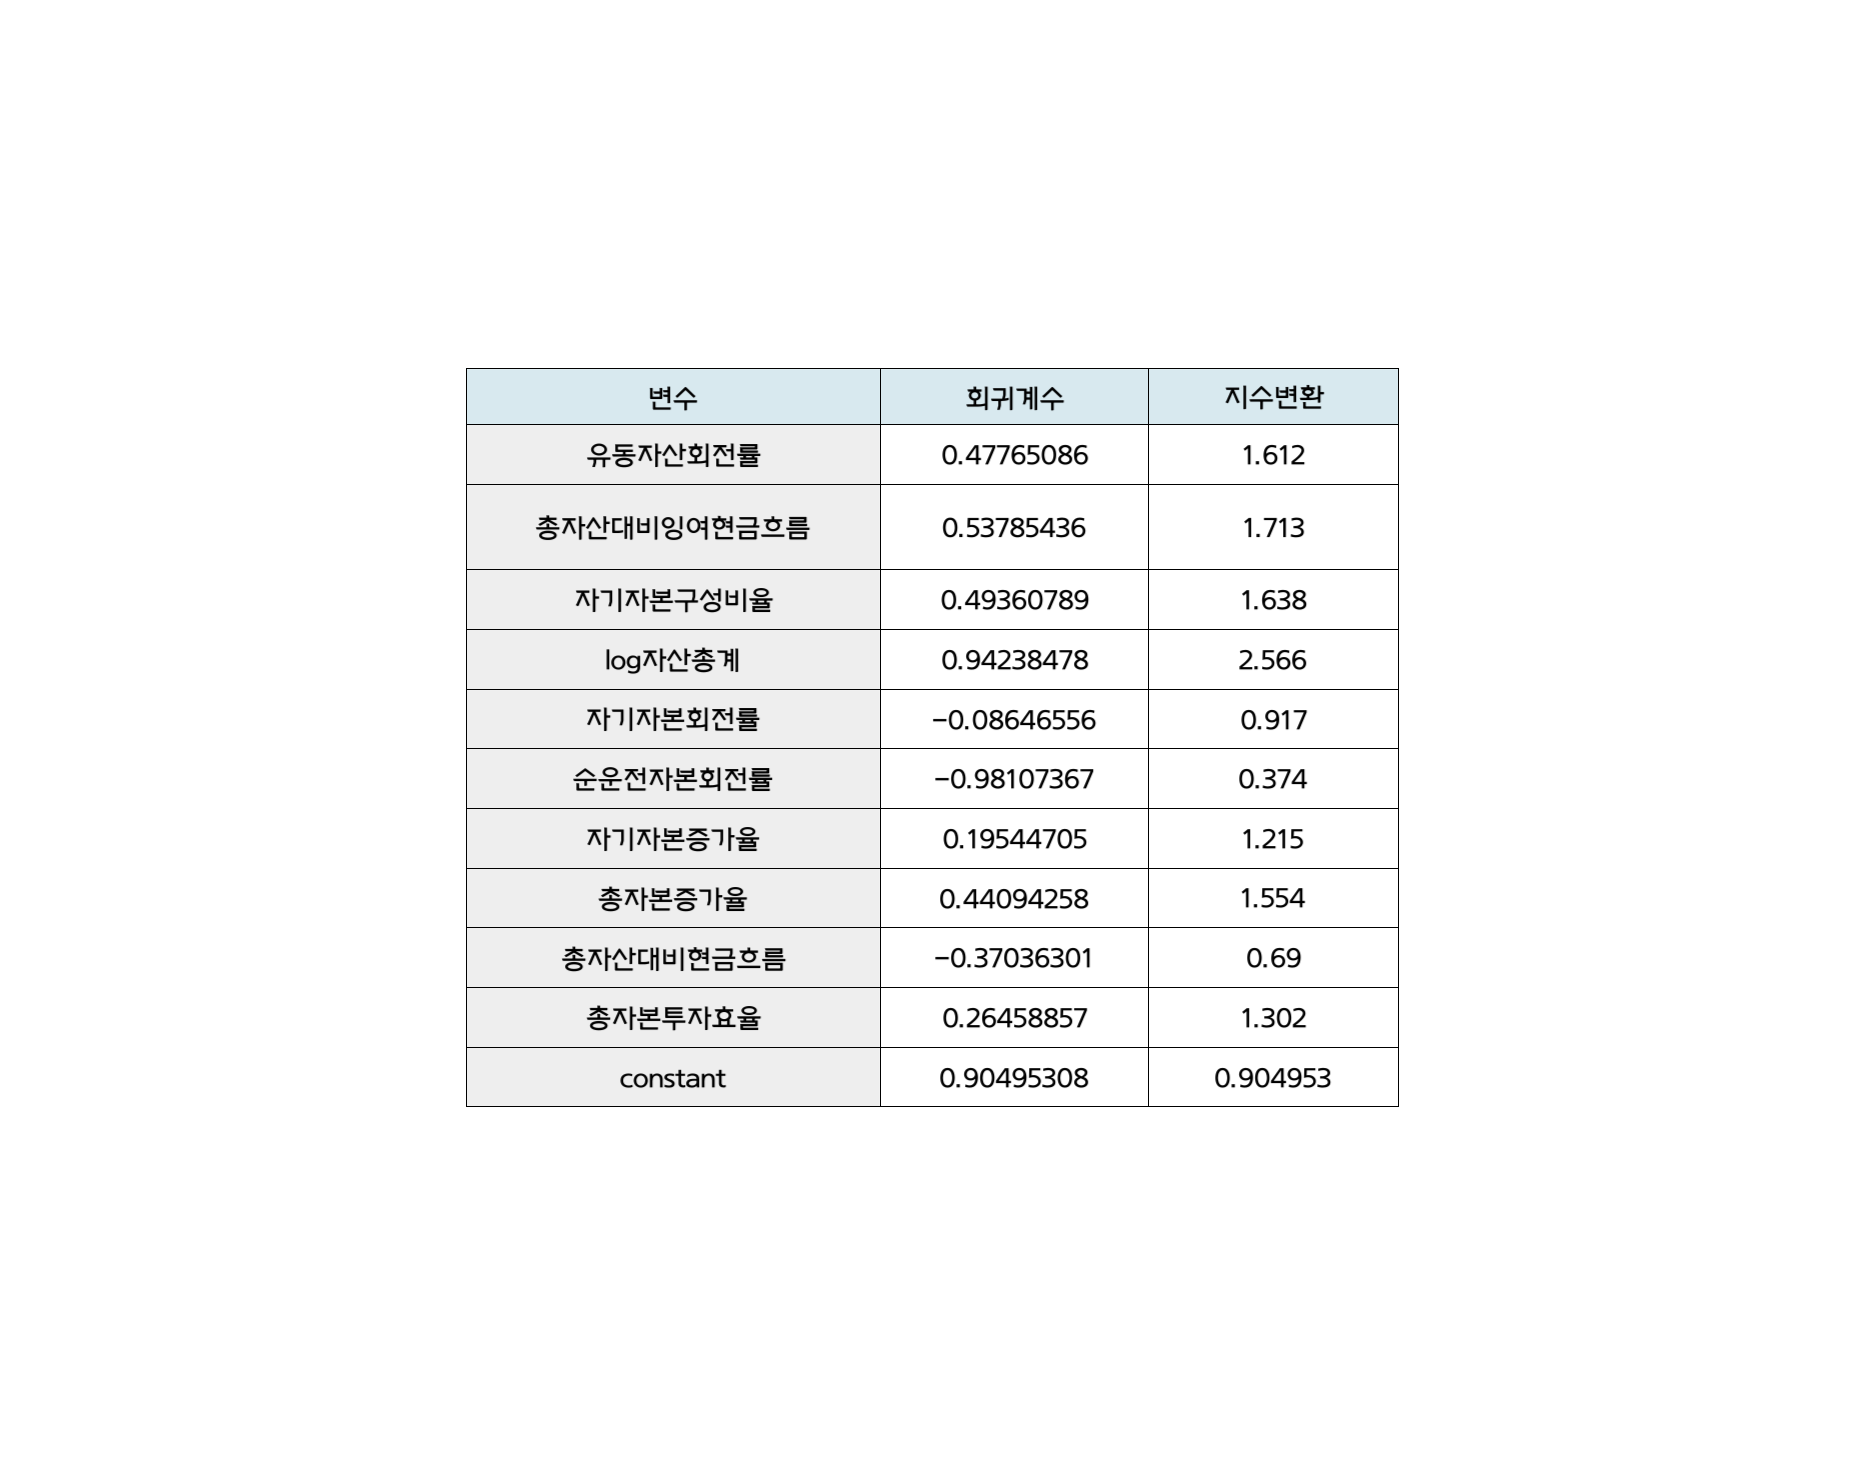 변수 회귀계수 지수변환
유동자산회전률 0.47765086 1.612
총자산대비잉여현금흐름 0.53785436 1.713
자기자본구성비율 0.49360789 1.638
log자산총계 0.94238478 2.566
자기자본회전률 −0.08646556 0.917
순운전자본회전률 −0.98107367 0.374
자기자본증가율 0.19544705 1.215
총자본증가율 0.44094258 1.554
총자산대비현금흐름 −0.37036301 0.69
총자본투자효율 0.26458857 1.302
constant 0.90495308 0.904953